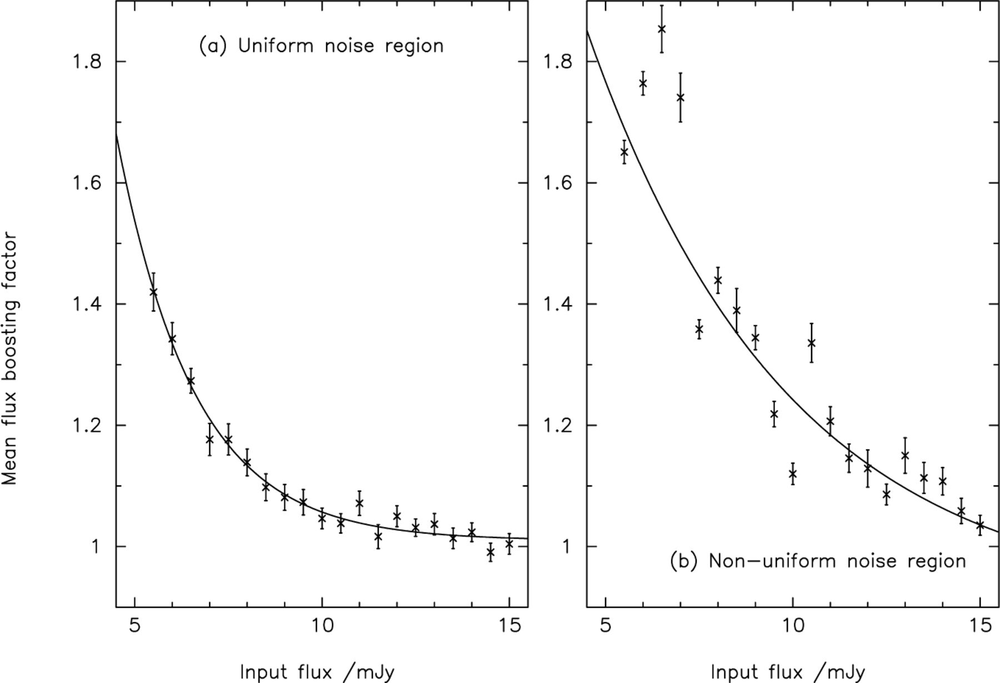 (a) Uniform noise region
1.8
1.6
1.4
1.2
1
5 10 15
Input flux /mJy
Mean flux boosting factor
1.8
1.6
1.4
1.2
1
(b) Non-uniform noise region
5 10 15
Input flux /mJy